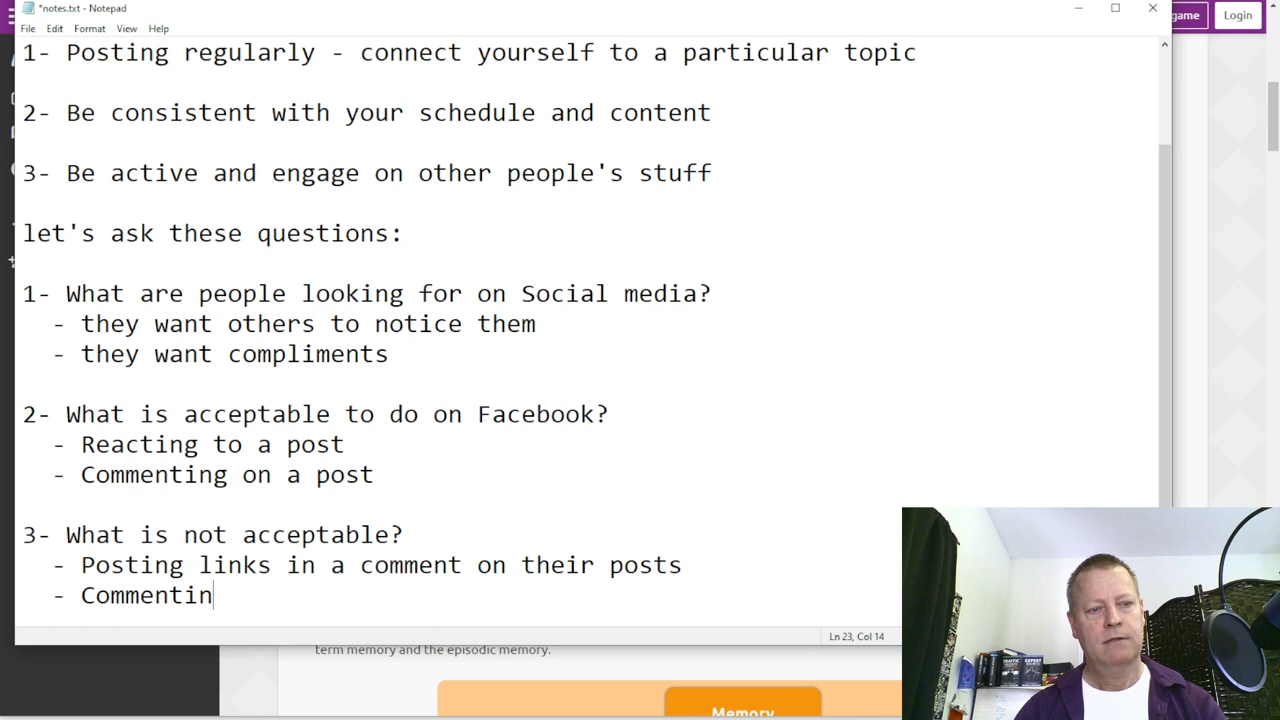 *notes.txt - Notepad
game
Login
File Edit Format View Help
1- Posting regularly - connect yourself to a particular topic
2- Be consistent with your schedule and content
3- Be active and engage on other people's stuff
let's ask these questions:
1- What are people looking for on Social media?
- they want others to notice them
- they want compliments
2- What is acceptable to do on Facebook?
- Reacting to a post
- Commenting on a post
3- What is not acceptable?
- Posting links in a comment on their posts
- Commentin
Ln 23, Col 14
term memory and the episodic memory.
Memory
TRAFFIC
EXPERT